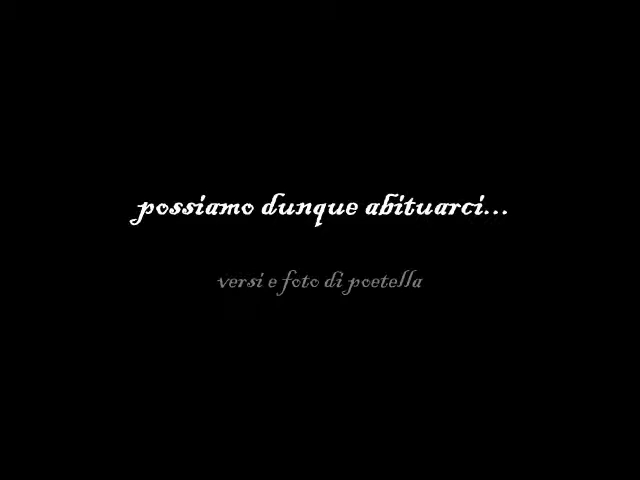 possiamo dunque abituarci...
versi e foto di poetella